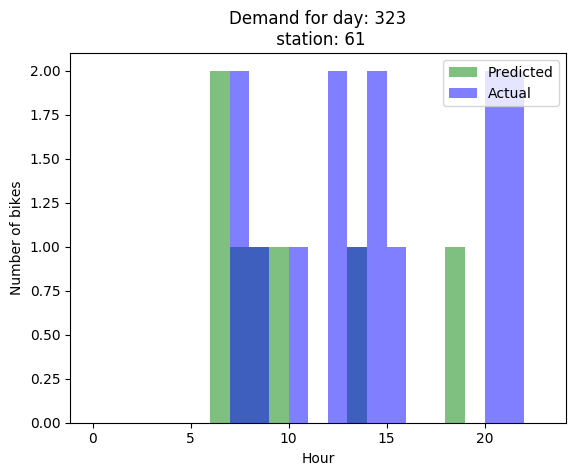 Demand for day: 323
station: 61
Predicted
Actual
2.00
1.75
1.50
1.25
1.00
0.75
0.50
0.25
0.00
Number of bikes
0 5 10 15 20
Hour